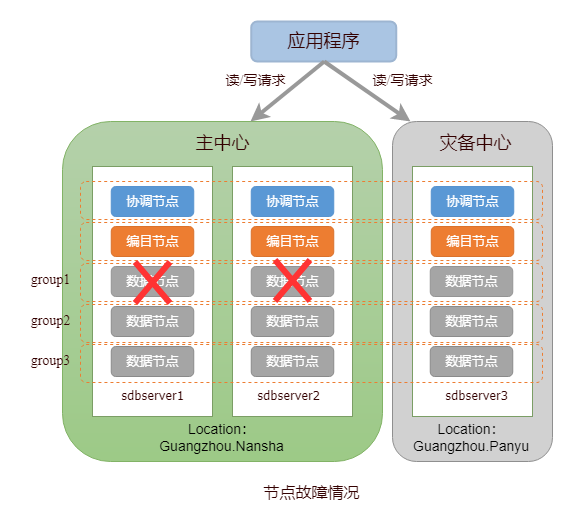 应用程序
读/写请求
读/写请求
主中心
灾备中心
协调节点
协调节点
协调节点
编目节点
编目节点
编目节点
group1
数据节点
数据节点
数据节点
group2
数据节点
数据节点
数据节点
group3
数据节点
数据节点
数据节点
sdbserver1
sdbserver2
sdbserver3
Location：
Guangzhou.Nansha
Location：
Guangzhou.Panyu
节点故障情况